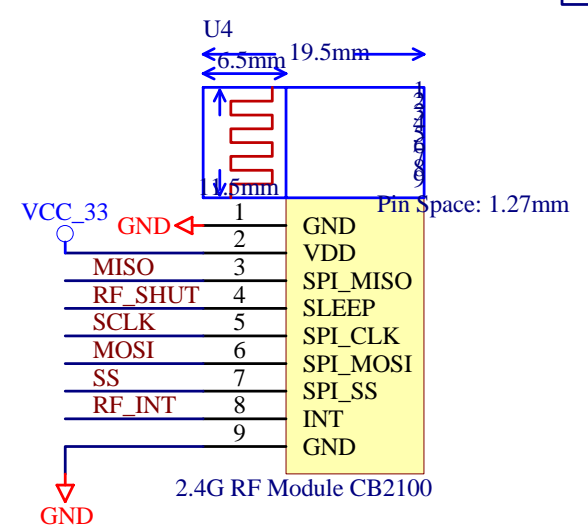 U4
19.5mm
6.5mm
1
2
3
4
5
6
7
8
9
11.5mm
Pin Space: 1.27mm
VCC_33
GND 1 GND
2 VDD
MISO 3 SPI_MISO
RF_SHUT 4 SLEEP
SCLK 5 SPI_CLK
MOSI 6 SPI_MOSI
SS 7 SPI_SS
RF_INT 8 INT
9 GND
2.4G RF Module CB2100
GND